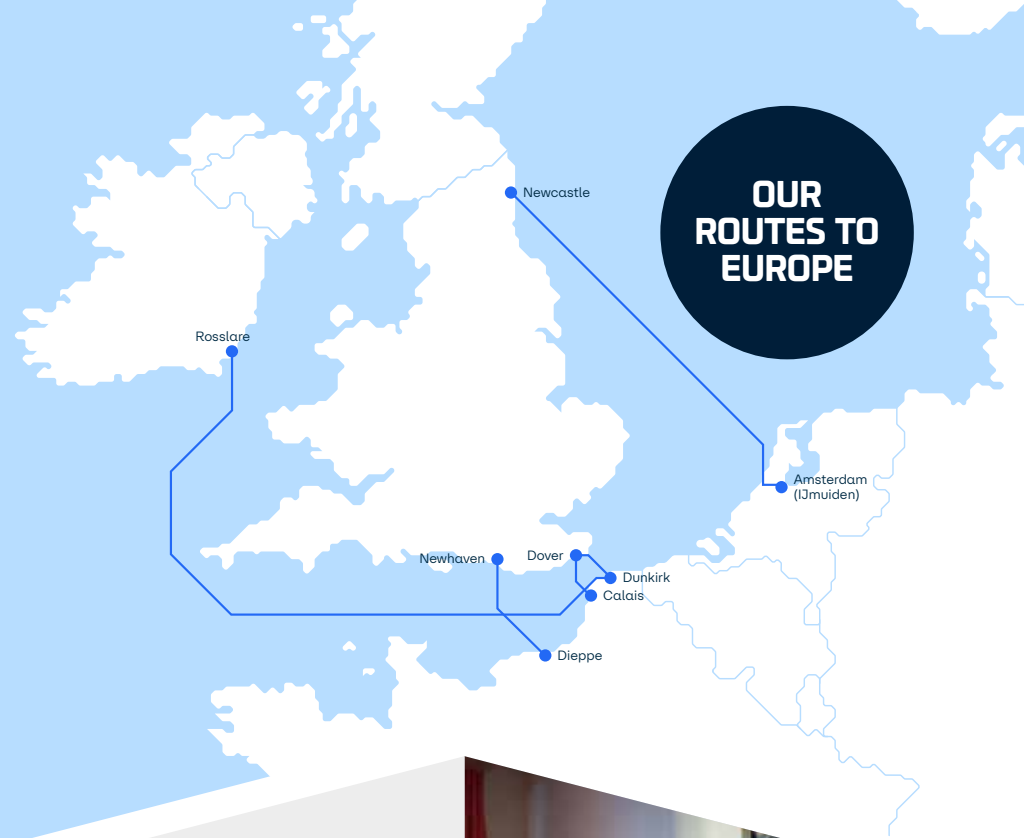 OUR
ROUTES TO
EUROPE
Newcastle
Rosslare
Amsterdam
(IJmuiden)
Newhaven
Dover
Dunkirk
Calais
Dieppe